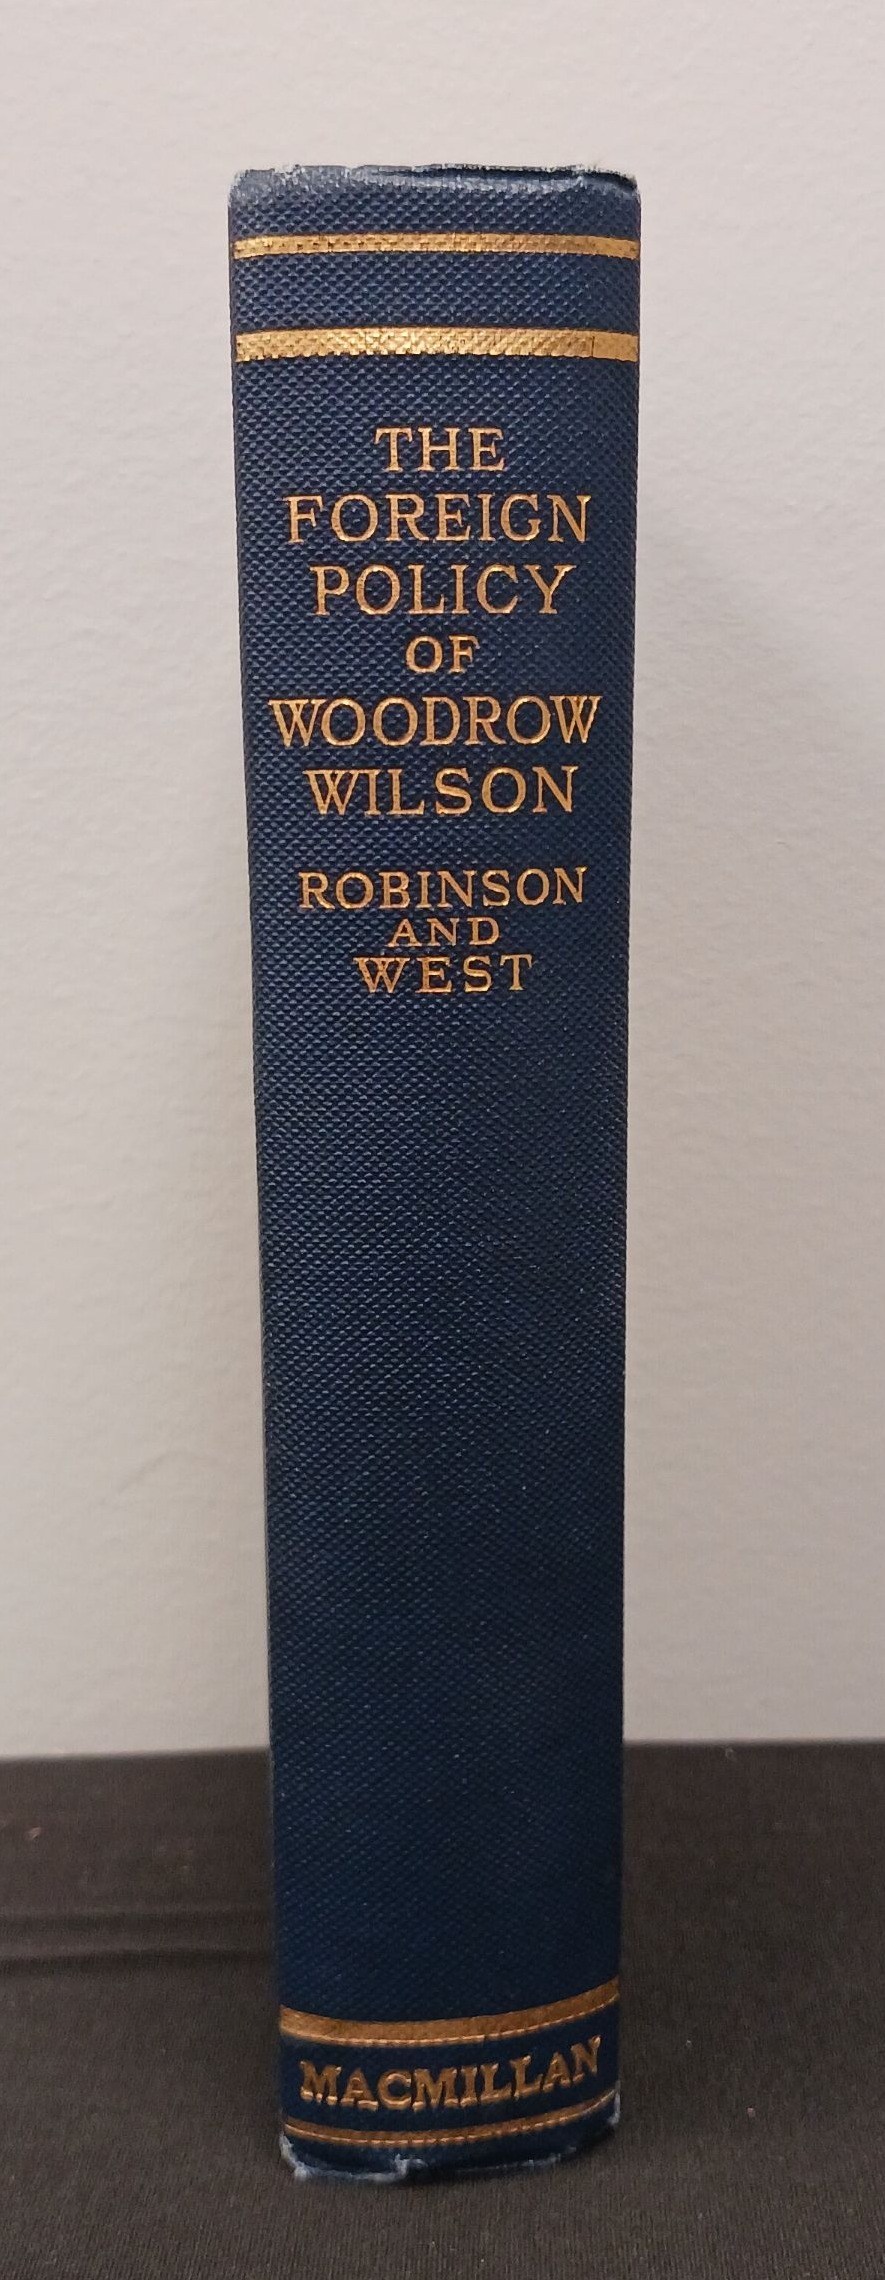 THE
FOREIGN
POLICY
OF
WOODROW
WILSON
ROBINSON
AND
WEST
MACMILLAN